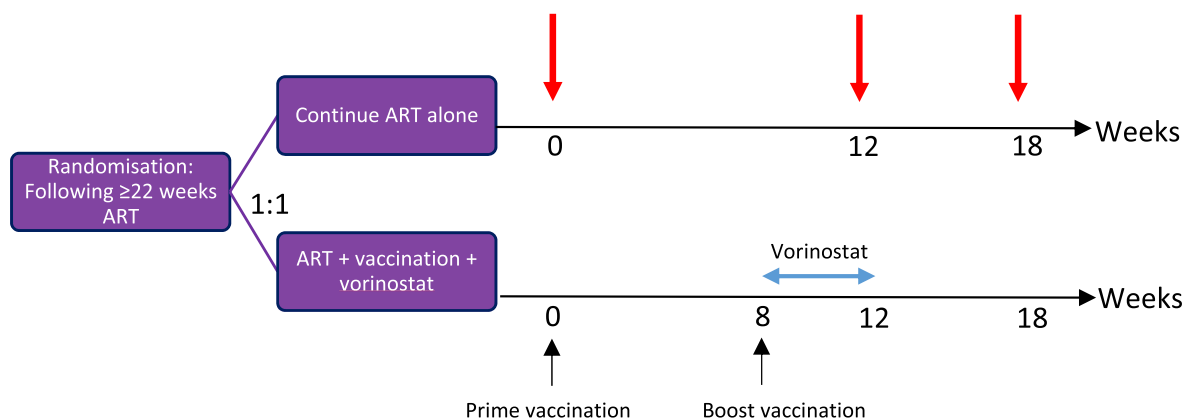 Randomisation:
Following ≥22 weeks
ART
1:1
Continue ART alone
0
12
18
Weeks
ART + vaccination +
vorinostat
Vorinostat
0
8
12
18
Weeks
Prime vaccination
Boost vaccination